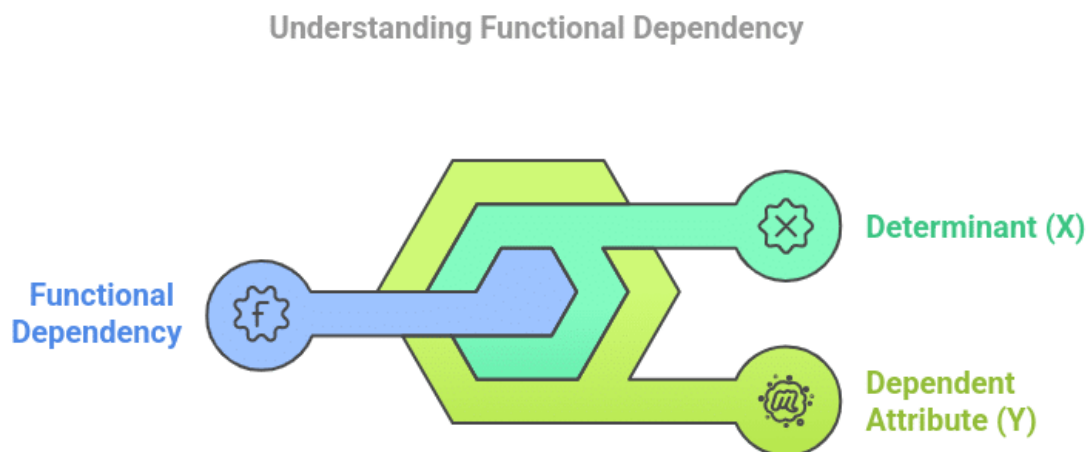 Understanding Functional Dependency
Determinant (X)
Functional
Dependency
f
Dependent
Attribute (Y)
m